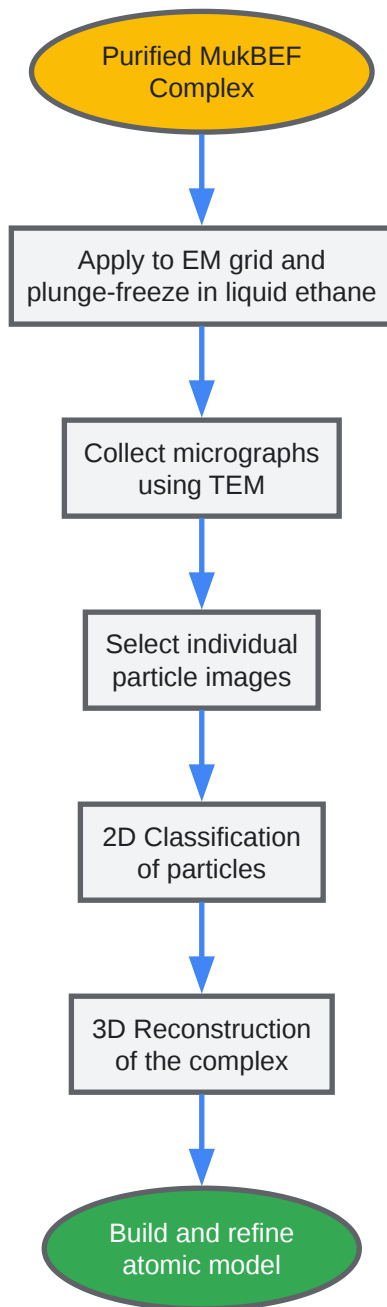 Purified MukBEF
Complex
Apply to EM grid and
plunge-freeze in liquid ethane
Collect micrographs
using TEM
Select individual
particle images
2D Classification
of particles
3D Reconstruction
of the complex
Build and refine
atomic model